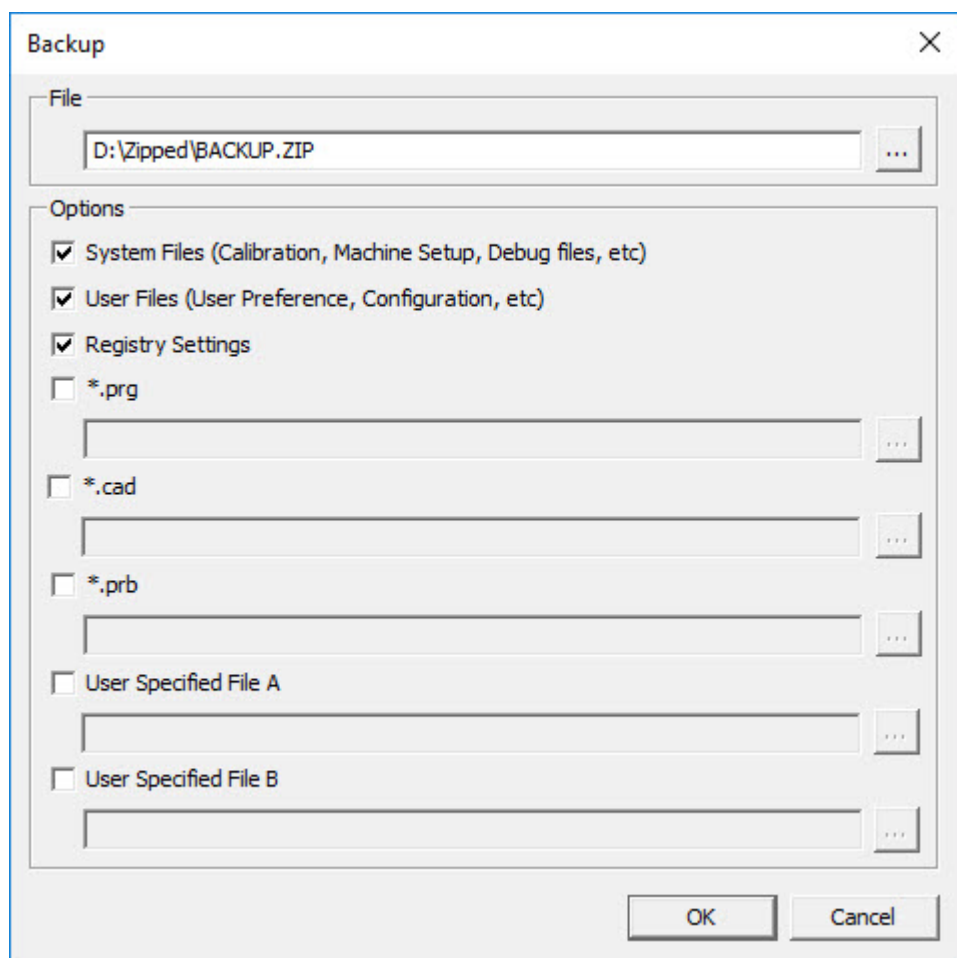 Backup
File
D:\Zipped\BACKUP.ZIP
...
Options
System Files (Calibration, Machine Setup, Debug files, etc)
User Files (User Preference, Configuration, etc)
Registry Settings
*.prg
...
*.cad
...
*.prb
...
User Specified File A
...
User Specified File B
...
OK Cancel